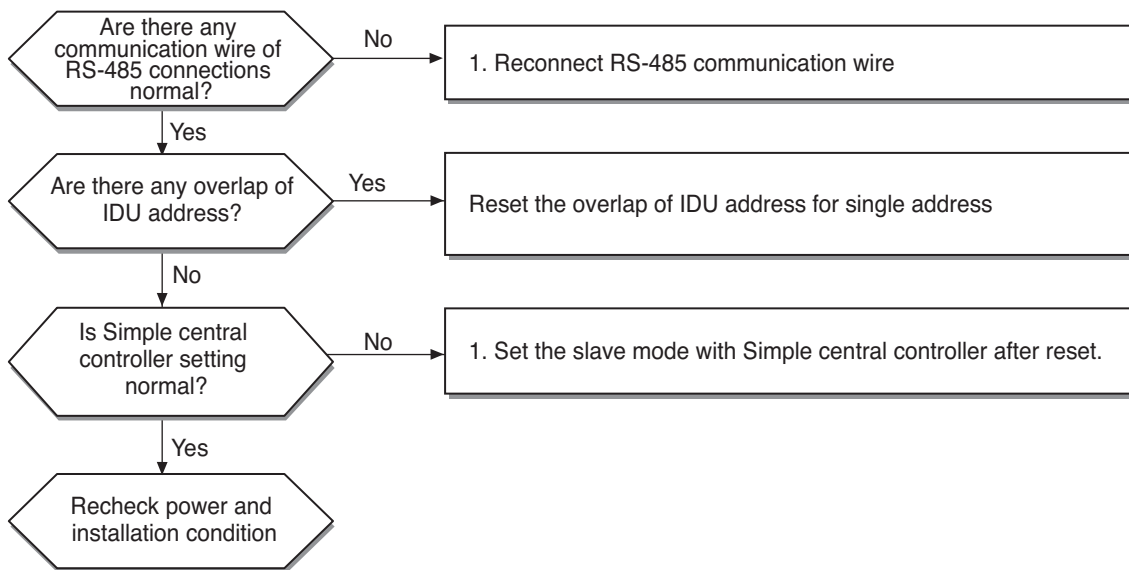 Are there any
communication wire of
RS-485 connections
normal?
No
1. Reconnect RS-485 communication wire
Yes
Are there any overlap of
IDU address?
Yes
Reset the overlap of IDU address for single address
No
Is Simple central
controller setting
normal?
No
1. Set the slave mode with Simple central controller after reset.
Yes
Recheck power and
installation condition